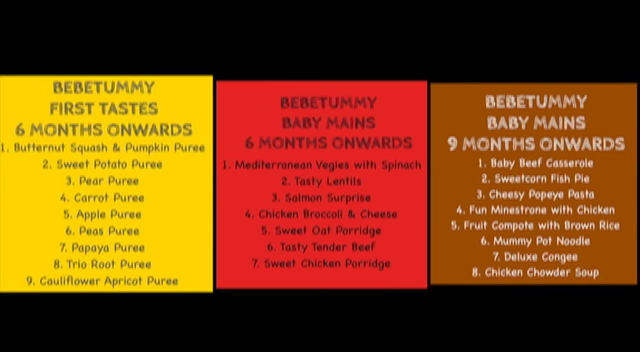 BEBETUMMY
FIRST TASTES
6 MONTHS ONWARDS
1. Butternut Squash & Pumpkin Puree
2. Sweet Potato Puree
3. Pear Puree
4. Carrot Puree
5. Apple Puree
6. Peas Puree
7. Papaya Puree
8. Trio Root Puree
9. Cauliflower Apricot Puree
BEBETUMMY
BABY MAINS
6 MONTHS ONWARDS
1. Mediterranean Vegies with Spinach
2. Tasty Lentils
3. Salmon Surprise
4. Chicken Broccoli & Cheese
5. Sweet Oat Porridge
6. Tasty Tender Beef
7. Sweet Chicken Porridge
BEBETUMMY
BABY MAINS
9 MONTHS ONWARDS
1. Baby Beef Casserole
2. Sweetcorn Fish Pie
3. Cheesy Popeye Pasta
4. Fun Minestrone with Chicken
5. Fruit Compote with Brown Rice
6. Mummy Pot Noodle
7. Deluxe Congee
8. Chicken Chowder Soup